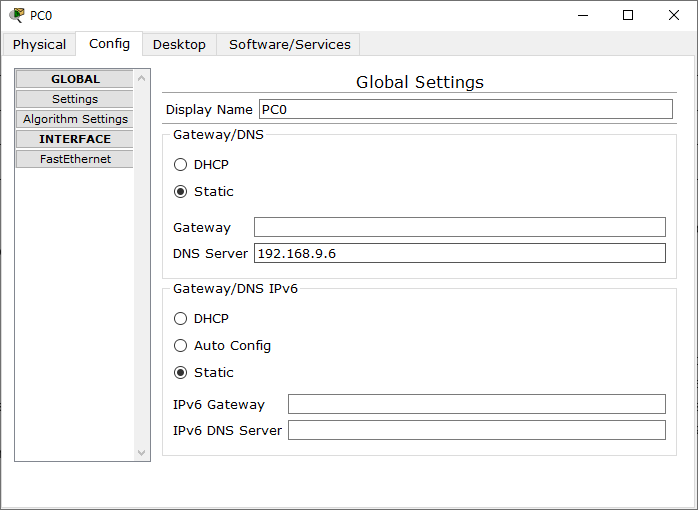 PC0
Physical Config Desktop Software/Services
GLOBAL
Settings
Algorithm Settings
INTERFACE
FastEthernet
Global Settings
Display Name PC0
Gateway/DNS
DHCP
Static
Gateway
DNS Server 192.168.9.6
Gateway/DNS IPv6
DHCP
Auto Config
Static
IPv6 Gateway
IPv6 DNS Server